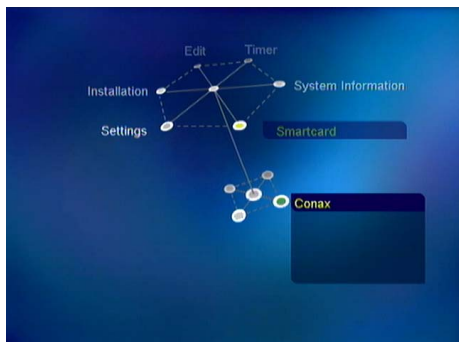 Edit
Timer
Installation
System Information
Settings
Smartcard
Conax